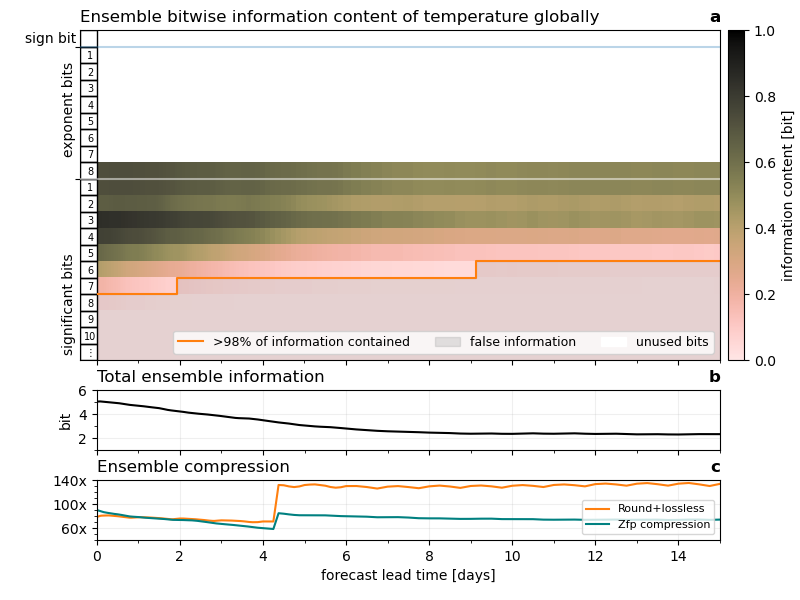 Ensemble bitwise information content of temperature globally a
sign bit
exponent bits
1
2
3
4
5
6
7
8
significant bits
1
2
3
4
5
6
7
8
9
10
⋮
>98% of information contained false information unused bits
1.0
0.8
0.6
0.4
0.2
0.0
information content [bit]
Total ensemble information b
bit
6
4
2
Ensemble compression c
140x
100x
60x
Round+lossless
Zfp compression
0 2 4 6 8 10 12 14
forecast lead time [days]